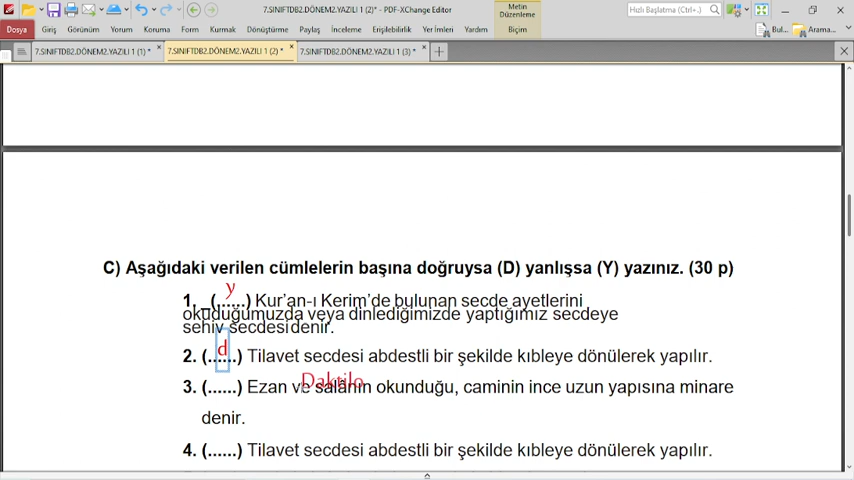 7.SINIFTDB2.DÖNEM2.YAZILI 1 (2)* - PDF-XChange Editor
Metin Düzenleme
Hızlı Başlatma (Ctrl+.)
Dosya Giriş Görünüm Yorum Koruma Form Kurmak Dönüştürme Paylaş İnceleme Erişilebilirlik Yer İmleri Yardım Biçim Bul... Arama...
7.SINIFTDB2.DÖNEM2.YAZILI 1 (1) * 7.SINIFTDB2.DÖNEM2.YAZILI 1 (2) * 7.SINIFTDB2.DÖNEM2.YAZILI 1 (3) *
C) Aşağıdaki verilen cümlelerin başına doğruysa (D) yanlışsa (Y) yazınız. (30 p)
y
1. _(......) Kur'an-ı Kerim'de bulunan secde ayetlerini
okuduğumuzda veya dinlediğimizde yaptığımız secdeye
sehiv secdesidenir.
d
2. (......) Tilavet secdesi abdestli bir şekilde kıbleye dönülerek yapılır.
Daktilo
3. (......) Ezan ve salânın okunduğu, caminin ince uzun yapısına minare
denir.
4. (......) Tilavet secdesi abdestli bir şekilde kıbleye dönülerek yapılır.